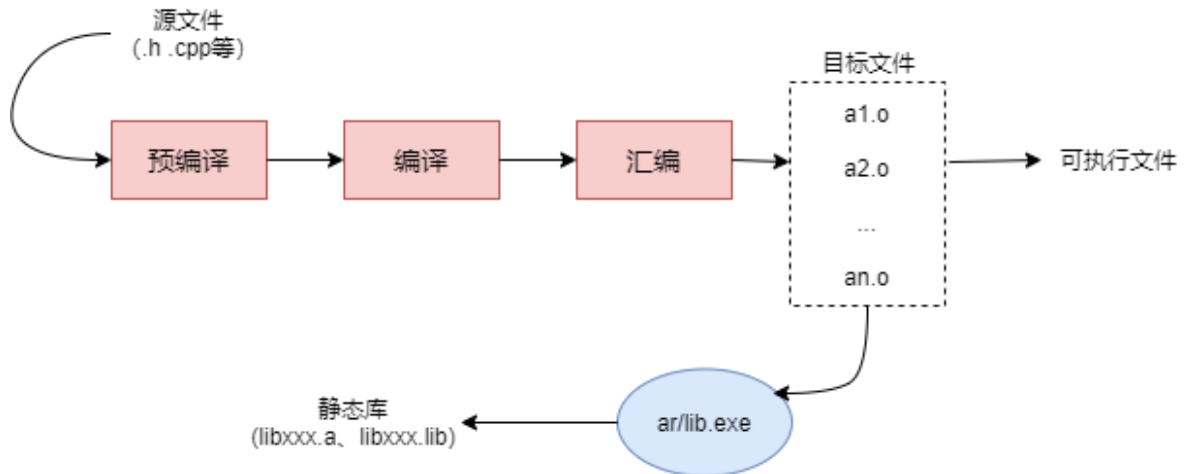 源文件
(.h .cpp等)
目标文件
a1.o
预编译
编译
汇编
a2.o
可执行文件
...
an.o
静态库
(libxxx.a、libxxx.lib)
ar/lib.exe